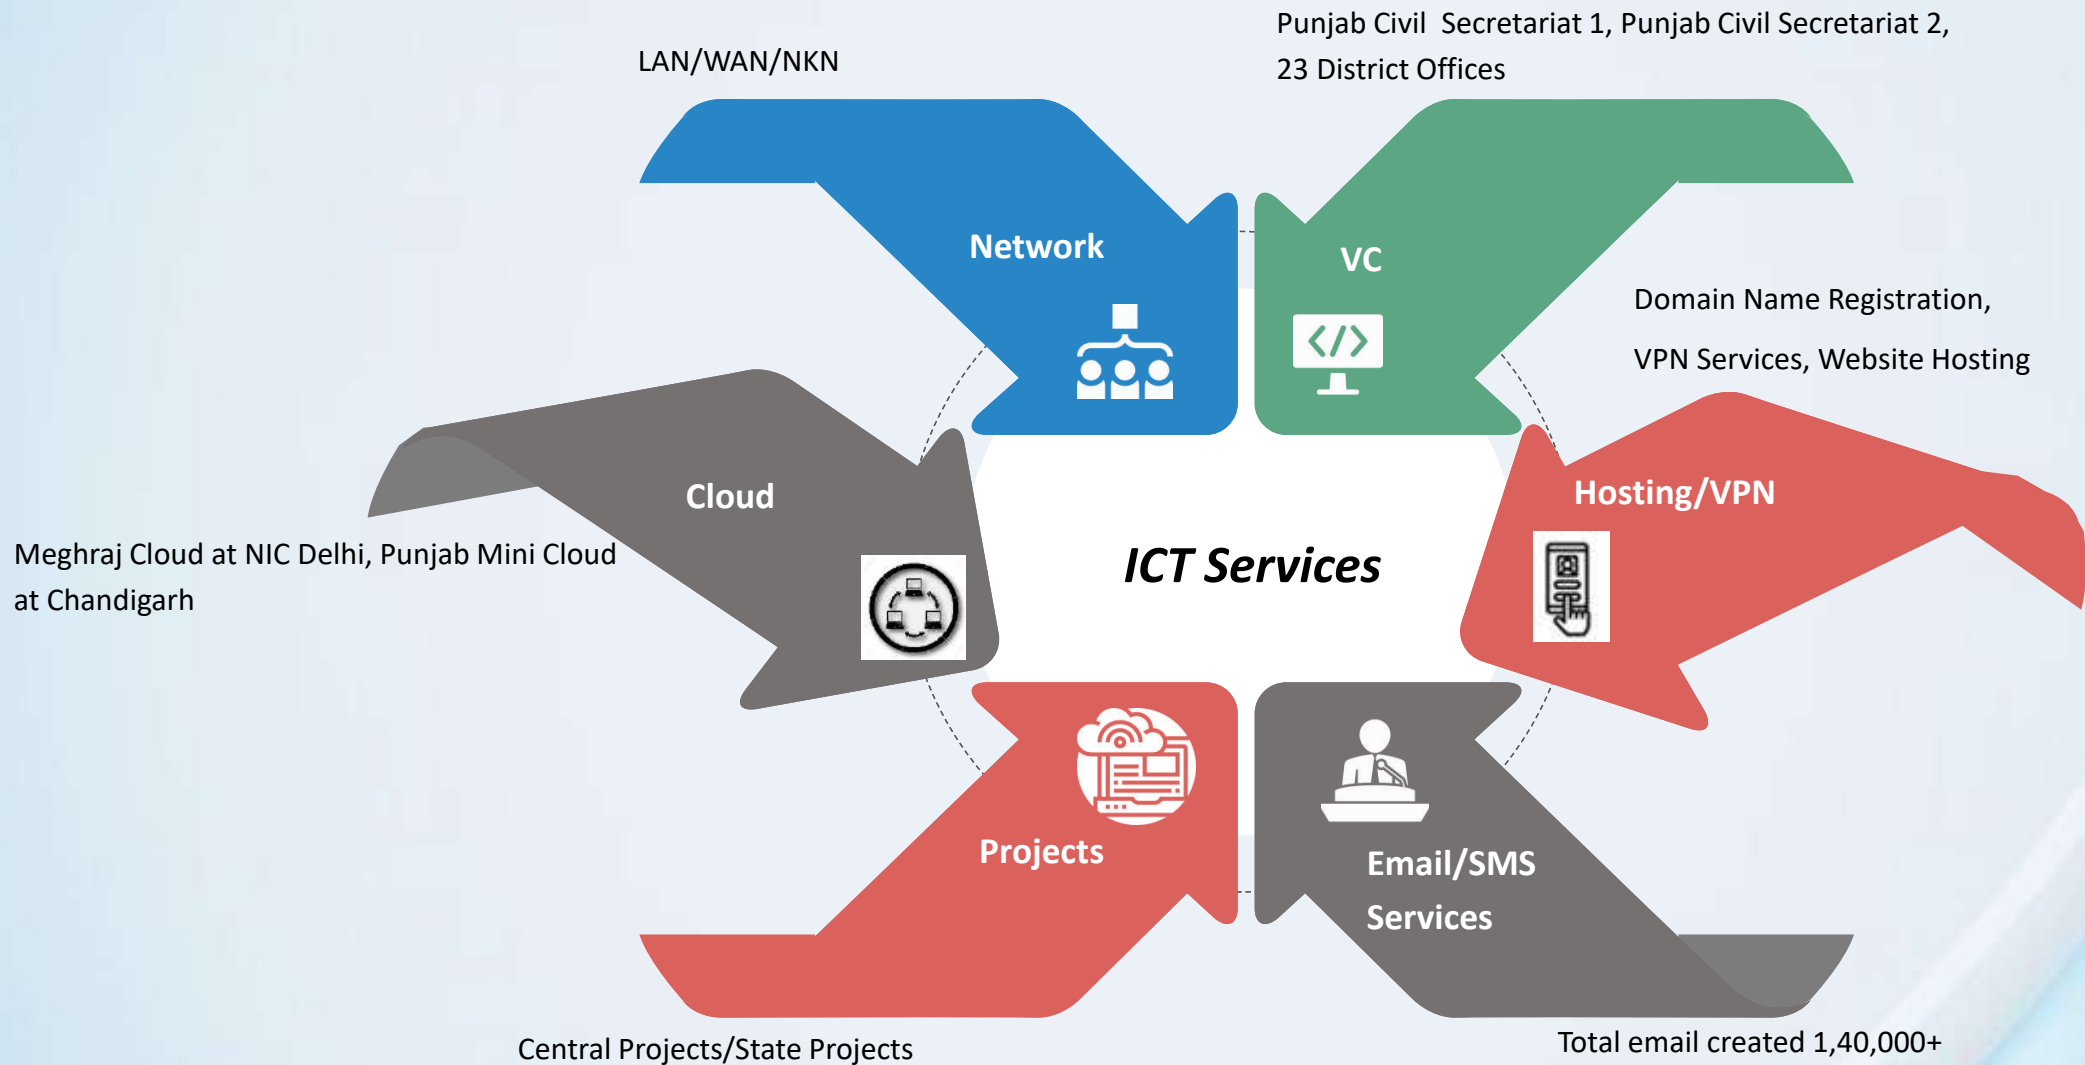 LAN/WAN/NKN
Punjab Civil  Secretariat 1, Punjab Civil Secretariat 2,
23 District Offices
Network
VC
Domain Name Registration,
VPN Services, Website Hosting
Cloud
Hosting/VPN
Meghraj Cloud at NIC Delhi, Punjab Mini Cloud
at Chandigarh
ICT Services
Projects
Email/SMS
Services
Central Projects/State Projects
Total email created 1,40,000+